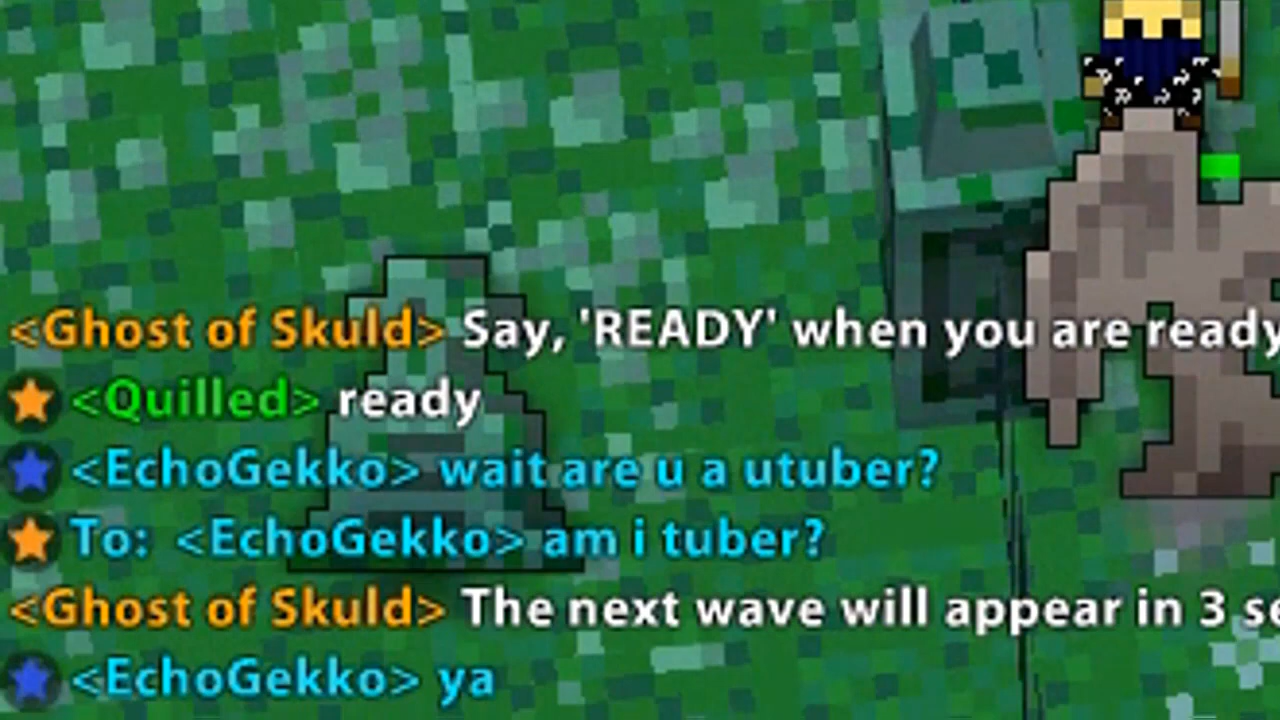 <Ghost of Skuld> Say, 'READY' when you are ready
<Quilled> ready
<EchoGekko> wait are u a utuber?
To: <EchoGekko> am i tuber?
<Ghost of Skuld> The next wave will appear in 3 se
<EchoGekko> ya